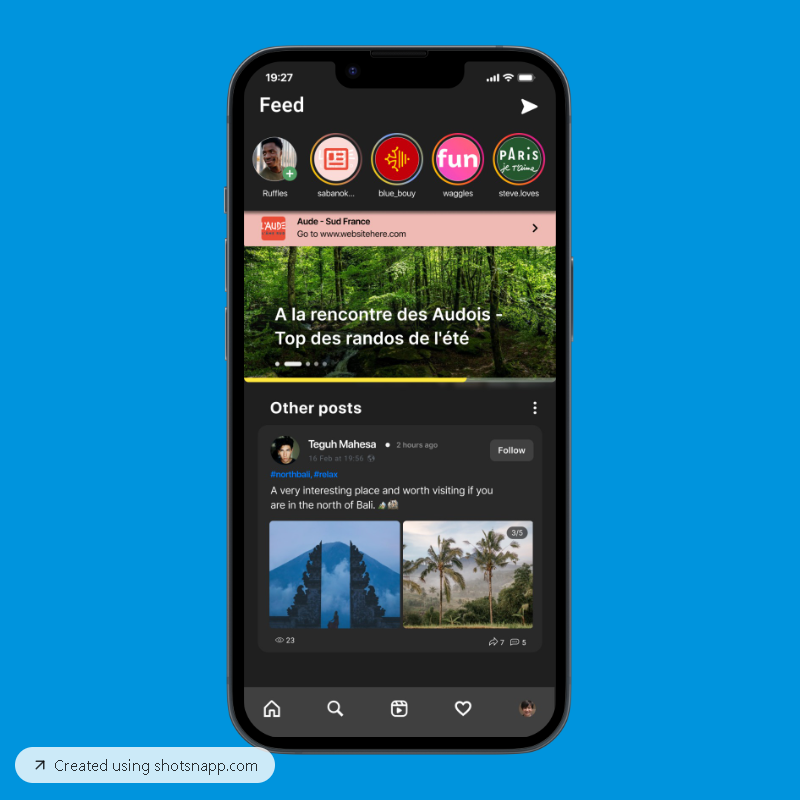 19:27
Feed
fun
PARIS
je t'aime
Ruffles
sabanok...
blue_bouy
waggles
steve.loves
L'AUDE
Aude - Sud France
Go to www.websitehere.com
A la rencontre des Audois -
Top des randos de l'été
Other posts
Teguh Mahesa
2 hours ago
16 Feb at 19:56
Follow
#northbali, #relax
A very interesting place and worth visiting if you
are in the north of Bali.
3/5
23
7
5
Created using shotsnapp.com